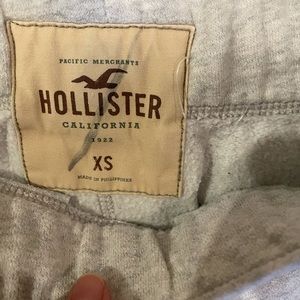 PACIFIC MERCHANTS
HOLLISTER
CALIFORNIA
1922
XS
MADE IN PHILIPPINES